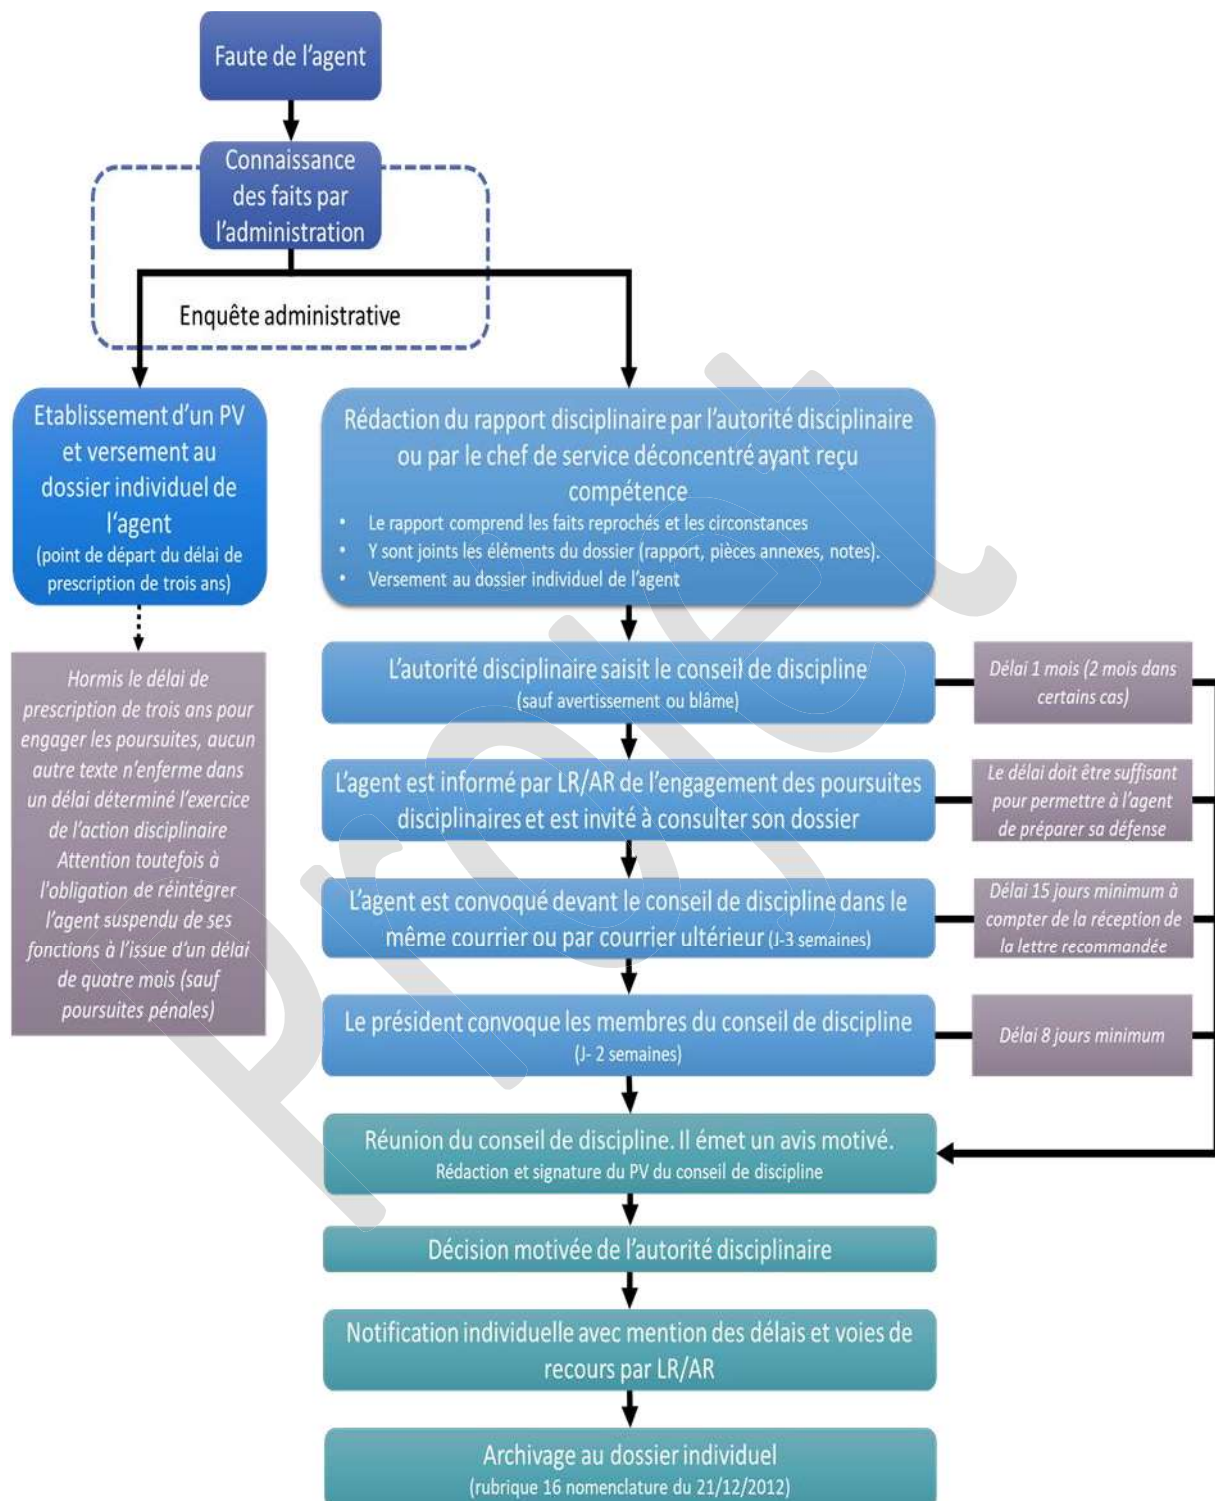 Faute de l'agent
Connaissance
des faits par
l'administration
Enquête administrative
Etablissement d'un PV
et versement au
dossier individuel de
l'agent
(point de départ du délai de
prescription de trois ans)
Hormis le délai de
prescription de trois ans pour
engager les poursuites, aucun
autre texte n'enferme dans
un délai déterminé l'exercice
de l'action disciplinaire
Attention toutefois à
l'obligation de réintégrer
l'agent suspendu de ses
fonctions à l'issue d'un délai
de quatre mois (sauf
poursuites pénales)
Rédaction du rapport disciplinaire par l'autorité disciplinaire
ou par le chef de service déconcentré ayant reçu
compétence
• Le rapport comprend les faits reprochés et les circonstances
• Y sont joints les éléments du dossier (rapport, pièces annexes, notes).
• Versement au dossier individuel de l'agent
L'autorité disciplinaire saisit le conseil de discipline
(sauf avertissement ou blâme)
Délai 1 mois (2 mois dans
certains cas)
L'agent est informé par LR/AR de l'engagement des poursuites
disciplinaires et est invité à consulter son dossier
Le délai doit être suffisant
pour permettre à l'agent
de préparer sa défense
L'agent est convoqué devant le conseil de discipline dans le
même courrier ou par courrier ultérieur (J-3 semaines)
Délai 15 jours minimum à
compter de la réception de
la lettre recommandée
Le président convoque les membres du conseil de discipline
(J- 2 semaines)
Délai 8 jours minimum
Réunion du conseil de discipline. Il émet un avis motivé.
Rédaction et signature du PV du conseil de discipline
Décision motivée de l'autorité disciplinaire
Notification individuelle avec mention des délais et voies de
recours par LR/AR
Archivage au dossier individuel
(rubrique 16 nomenclature du 21/12/2012)
Projet